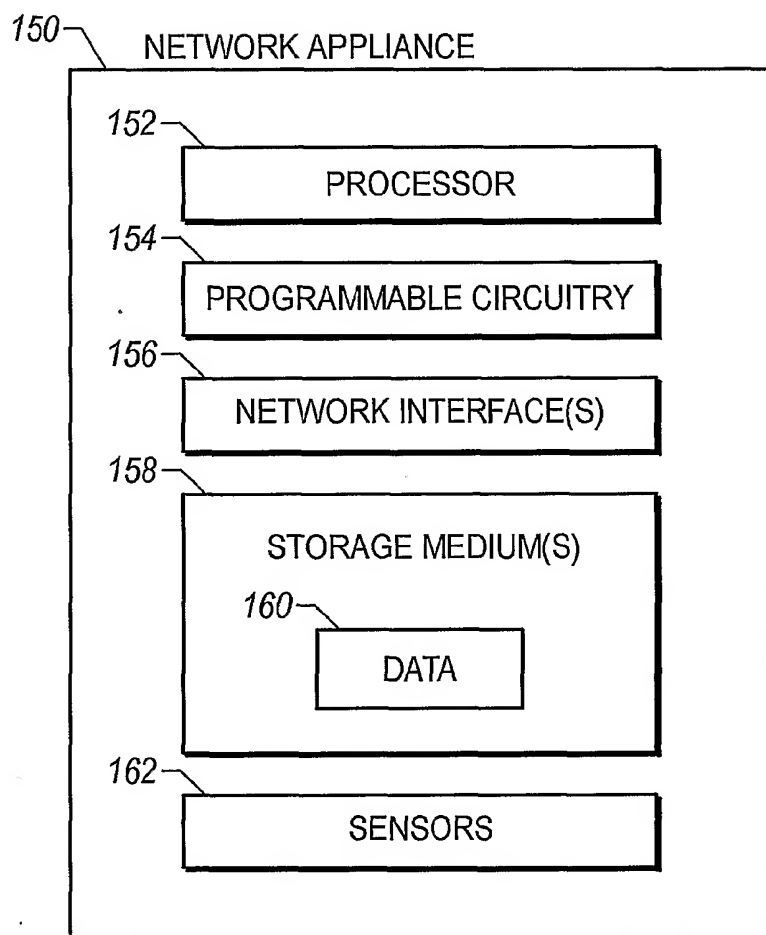 150 NETWORK APPLIANCE
152
PROCESSOR
154
PROGRAMMABLE CIRCUITRY
156
NETWORK INTERFACE(S)
158
STORAGE MEDIUM(S)
160
DATA
162
SENSORS